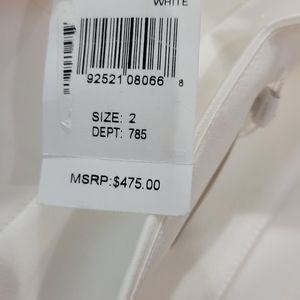 WHITE
92521 08066 8
SIZE: 2
DEPT: 785
MSRP:$475.00